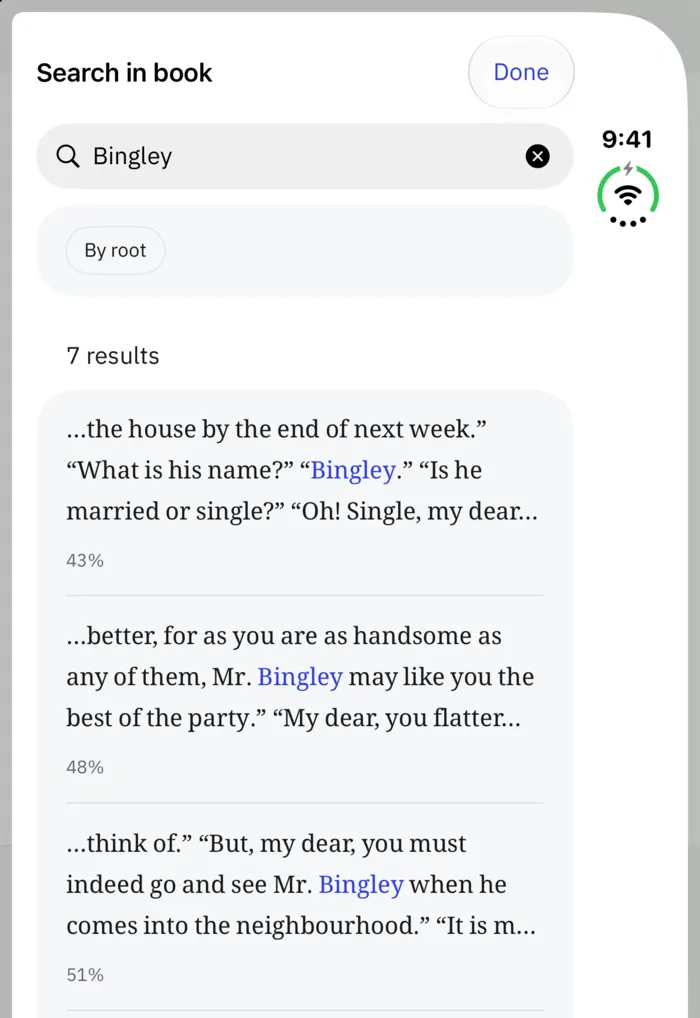 Search in book
Done
9:41
Bingley
By root
7 results
…the house by the end of next week.”
“What is his name?” “Bingley.” “Is he
married or single?” “Oh! Single, my dear…
43%
…better, for as you are as handsome as
any of them, Mr. Bingley may like you the
best of the party.” “My dear, you flatter…
48%
…think of.” “But, my dear, you must
indeed go and see Mr. Bingley when he
comes into the neighbourhood.” “It is m…
51%